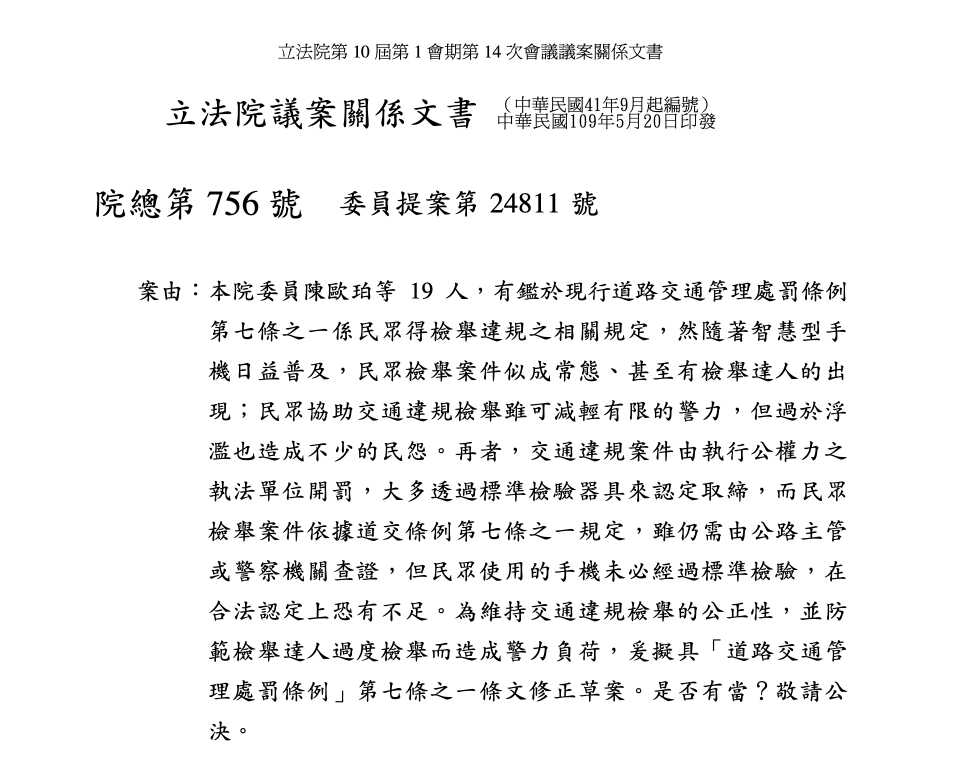 立法院第 10 屆第 1 會期第 14 次會議議案關係文書
立法院議案關係文書
（中華民國41年9月起編號）
中華民國109年5月20日印發
院總第 756 號 委員提案第 24811 號
案由：本院委員陳歐珀等 19 人，有鑑於現行道路交通管理處罰條例
第七條之一係民眾得檢舉違規之相關規定，然隨著智慧型手
機日益普及，民眾檢舉案件似成常態、甚至有檢舉達人的出
現；民眾協助交通違規檢舉雖可減輕有限的警力，但過於浮
濫也造成不少的民怨。再者，交通違規案件由執行公權力之
執法單位開罰，大多透過標準檢驗器具來認定取締，而民眾
檢舉案件依據道交條例第七條之一規定，雖仍需由公路主管
或警察機關查證，但民眾使用的手機未必經過標準檢驗，在
合法認定上恐有不足。為維持交通違規檢舉的公正性，並防
範檢舉達人過度檢舉而造成警力負荷，爰擬具「道路交通管
理處罰條例」第七條之一條文修正草案。是否有當？敬請公
決。